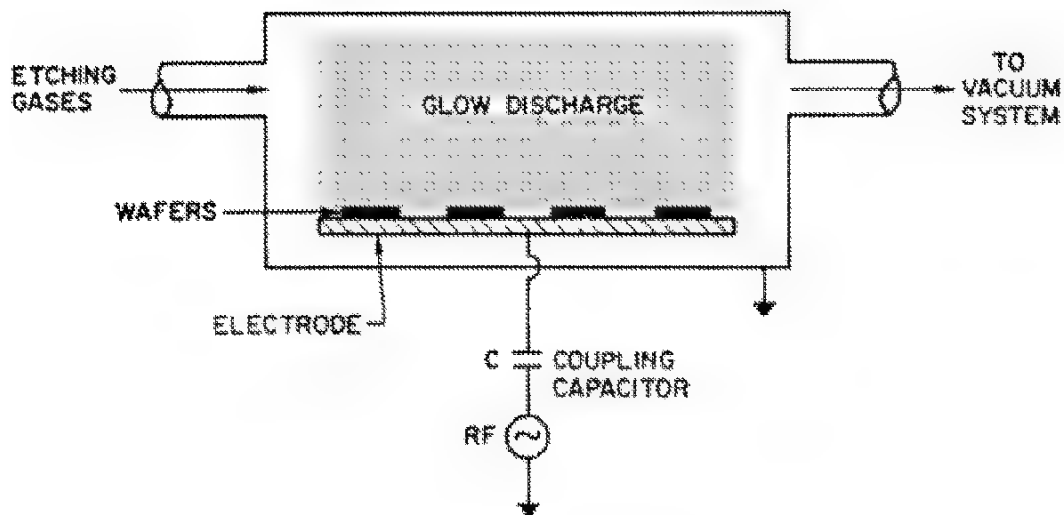 ETCHING
GASES
GLOW DISCHARGE
TO
VACUUM
SYSTEM
WAFERS
ELECTRODE
C
COUPLING
CAPACITOR
RF